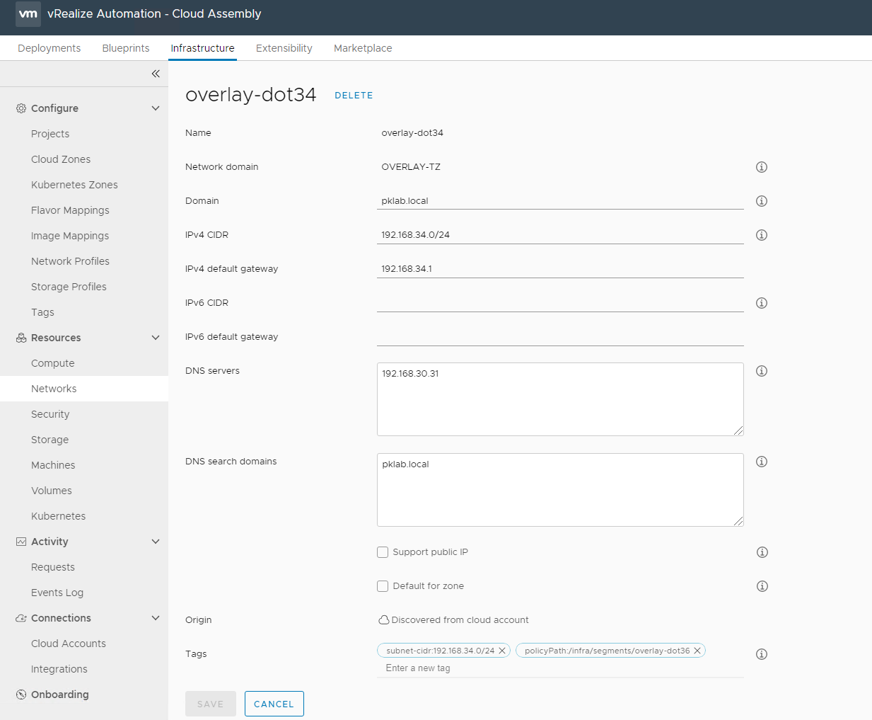 vm vRealize Automation - Cloud Assembly
Deployments Blueprints Infrastructure Extensibility Marketplace
Configure
Projects
Cloud Zones
Kubernetes Zones
Flavor Mappings
Image Mappings
Network Profiles
Storage Profiles
Tags
Resources
Compute
Networks
Security
Storage
Machines
Volumes
Kubernetes
Activity
Requests
Events Log
Connections
Cloud Accounts
Integrations
Onboarding
overlay-dot34 DELETE
Name overlay-dot34
Network domain OVERLAY-TZ
Domain pklab.local
IPv4 CIDR 192.168.34.0/24
IPv4 default gateway 192.168.34.1
IPv6 CIDR
IPv6 default gateway
DNS servers 192.168.30.31
DNS search domains pklab.local
Support public IP
Default for zone
Origin Discovered from cloud account
Tags subnet-cidr:192.168.34.0/24 policyPath:/infra/segments/overlay-dot36
Enter a new tag
SAVE CANCEL